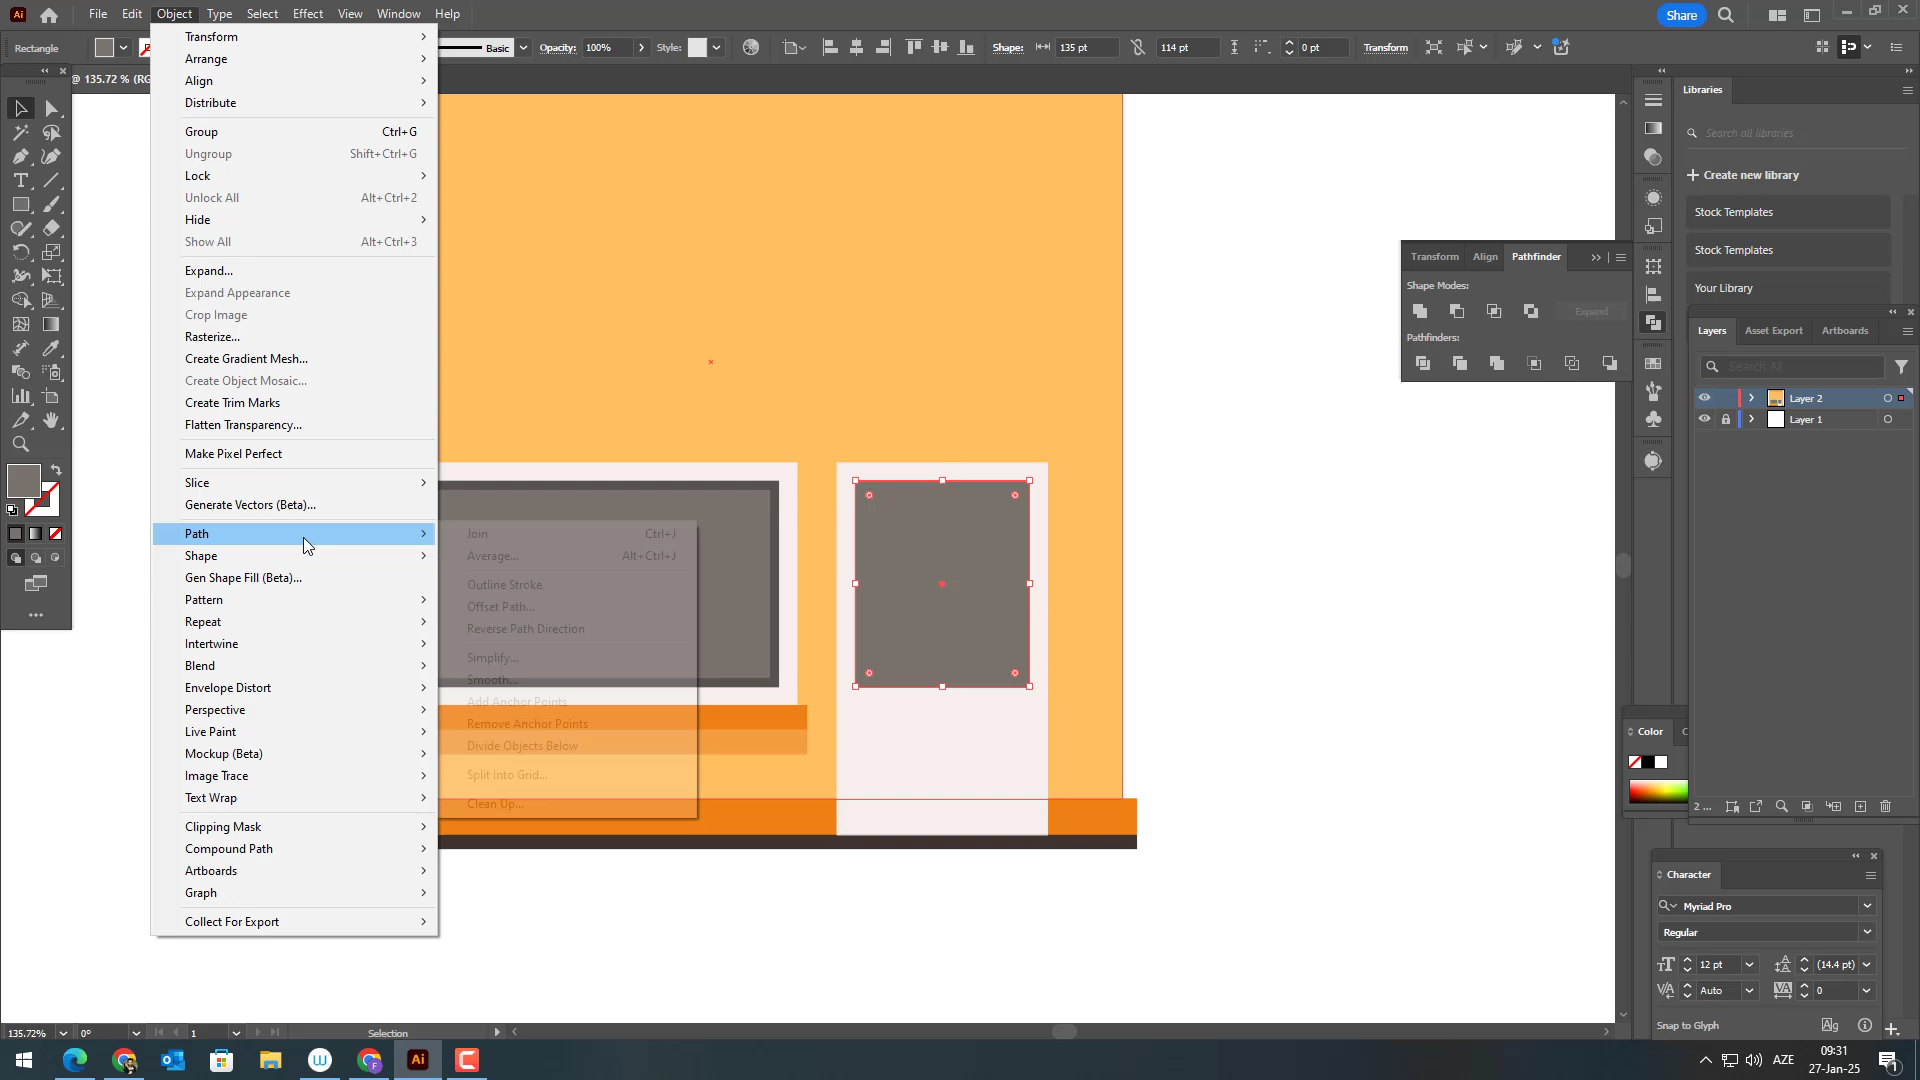 Ai File Edit Object Type Select Effect View Window Help Share
Rectangle Basic Opacity: 100% Style: Shape: 135 pt 114 pt 0 pt Transform
@ 135.72 % (RG
Transform
Arrange
Align
Distribute
Group Ctrl+G
Ungroup Shift+Ctrl+G
Lock
Unlock All Alt+Ctrl+2
Hide
Show All Alt+Ctrl+3
Expand...
Expand Appearance
Crop Image
Rasterize...
Create Gradient Mesh...
Create Object Mosaic...
Create Trim Marks
Flatten Transparency...
Make Pixel Perfect
Slice
Generate Vectors (Beta)...
Path
Shape
Gen Shape Fill (Beta)...
Pattern
Repeat
Intertwine
Blend
Envelope Distort
Perspective
Live Paint
Mockup (Beta)
Image Trace
Text Wrap
Clipping Mask
Compound Path
Artboards
Graph
Collect For Export
Join Ctrl+J
Average... Alt+Ctrl+J
Outline Stroke
Offset Path...
Reverse Path Direction
Simplify...
Smooth...
Add Anchor Points
Remove Anchor Points
Divide Objects Below
Split Into Grid...
Clean Up...
Transform Align Pathfinder
Shape Modes:
Expand
Pathfinders:
Libraries
Search all libraries
Create new library
Stock Templates
Stock Templates
Your Library
Layers Asset Export Artboards
Search All
Layer 2
Layer 1
Color C
2 ...
Character
Myriad Pro
Regular
12 pt (14.4 pt)
Auto 0
Snap to Glyph
135.72% 0° 1 Selection
Ai AZE 09:31
27-Jan-25 1